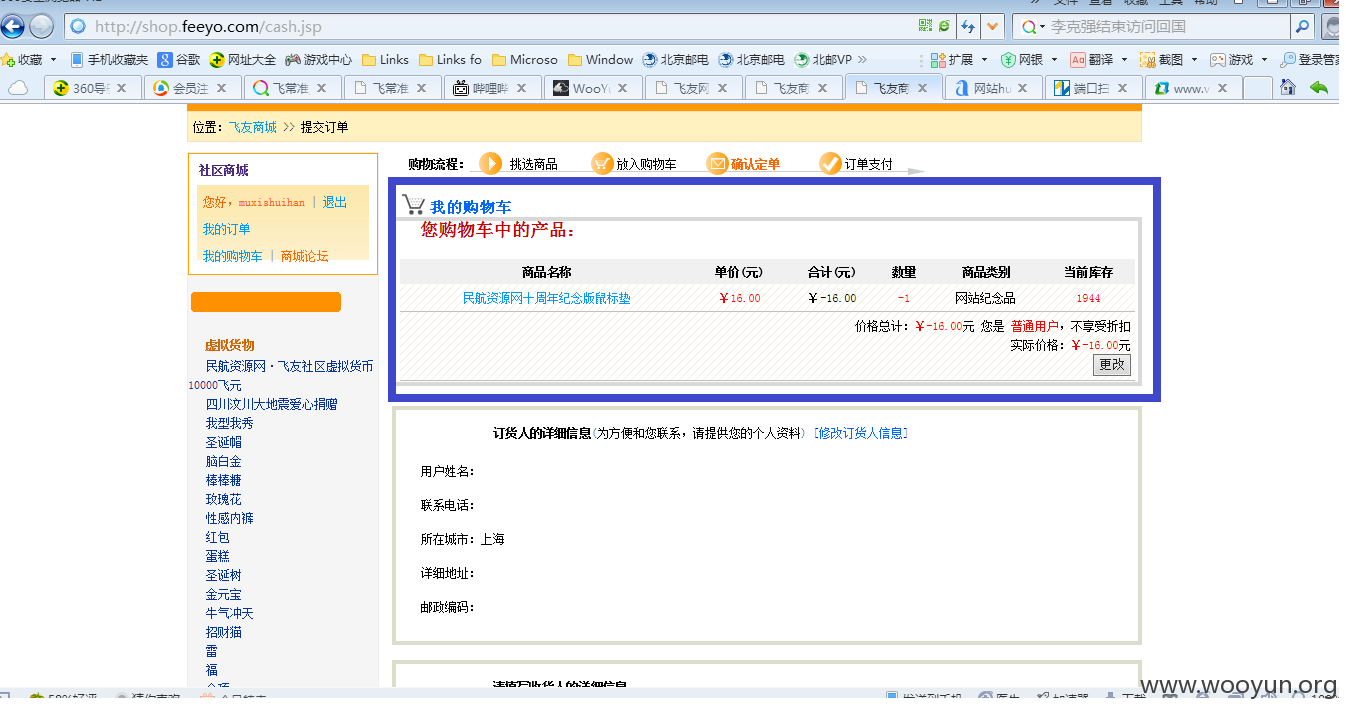 http://shop.feeyo.com/cash.jsp
李克强结束访问回国
收藏 手机收藏夹 谷歌 网址大全 游戏中心 Links Links fo Microso Window 北京邮电 北京邮电 北邮VP 扩展 网银 翻译 截图 游戏 登录管家
360导 会员注 飞常准 飞常准 哔哩哔 WooY 飞友网 飞友商 飞友商 网站hu 端口扫 www.v
位置：飞友商城 >> 提交订单
购物流程： 挑选商品 放入购物车 确认定单 订单支付
社区商城
您好，muxishuihan | 退出
我的订单
我的购物车 | 商城论坛
虚拟货物
民航资源网·飞友社区虚拟货币
10000飞元
四川汶川大地震爱心捐赠
我型我秀
圣诞帽
脑白金
棒棒糖
玫瑰花
性感内裤
红包
蛋糕
圣诞树
金元宝
牛气冲天
招财猫
雷
福
我的购物车
您购物车中的产品：
商品名称 单价(元) 合计(元) 数量 商品类别 当前库存
民航资源网十周年纪念版鼠标垫 ￥16.00 ￥-16.00 -1 网站纪念品 1944
价格总计：￥-16.00元 您是 普通用户，不享受折扣
实际价格：￥-16.00元
更改
订货人的详细信息(为方便和您联系，请提供您的个人资料) [修改订货人信息]
用户姓名：
联系电话：
所在城市：上海
详细地址：
邮政编码：
请填写收货人的详细信息
www.wooyun.org